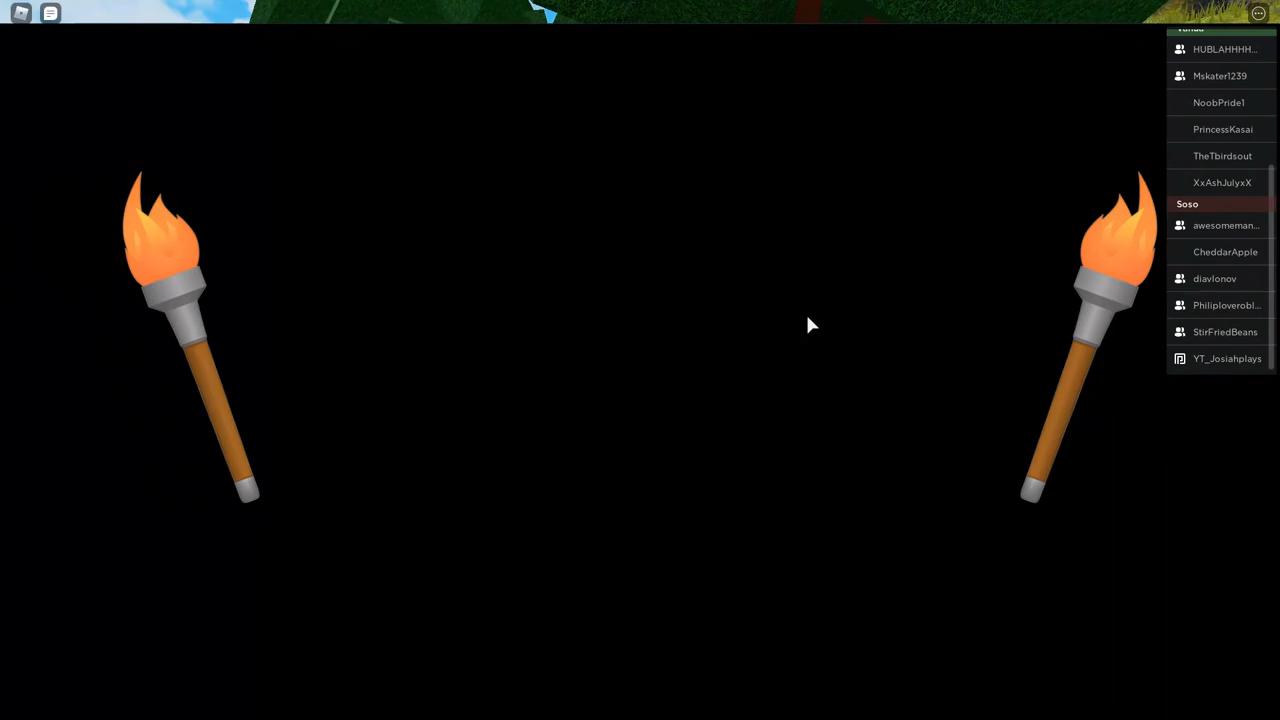 HUBLAHHHH...
Mskater1239
NoobPride1
PrincessKasai
TheTbirdsout
XxAshJulyxX
Soso
awesomeman...
CheddarApple
diavlonov
Philiploverobl...
StirFriedBeans
YT_Josiahplays